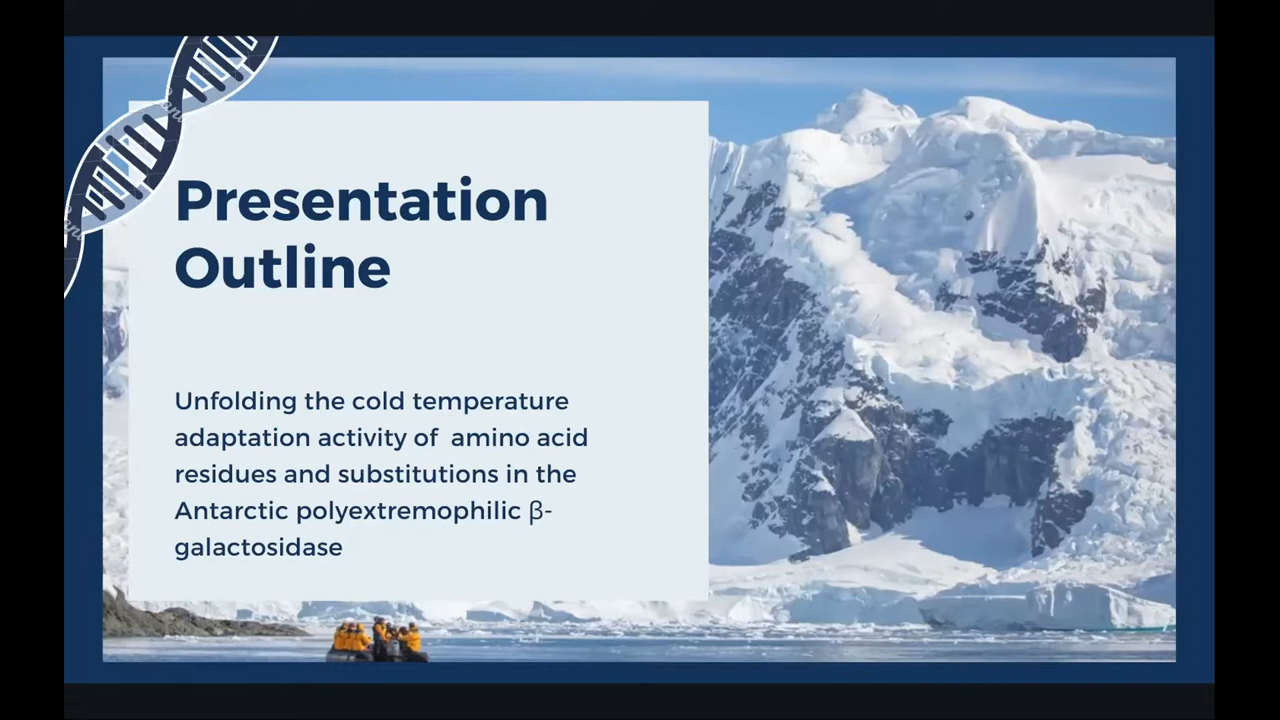 Presentation
Outline
Unfolding the cold temperature
adaptation activity of  amino acid
residues and substitutions in the
Antarctic polyextremophilic β-
galactosidase